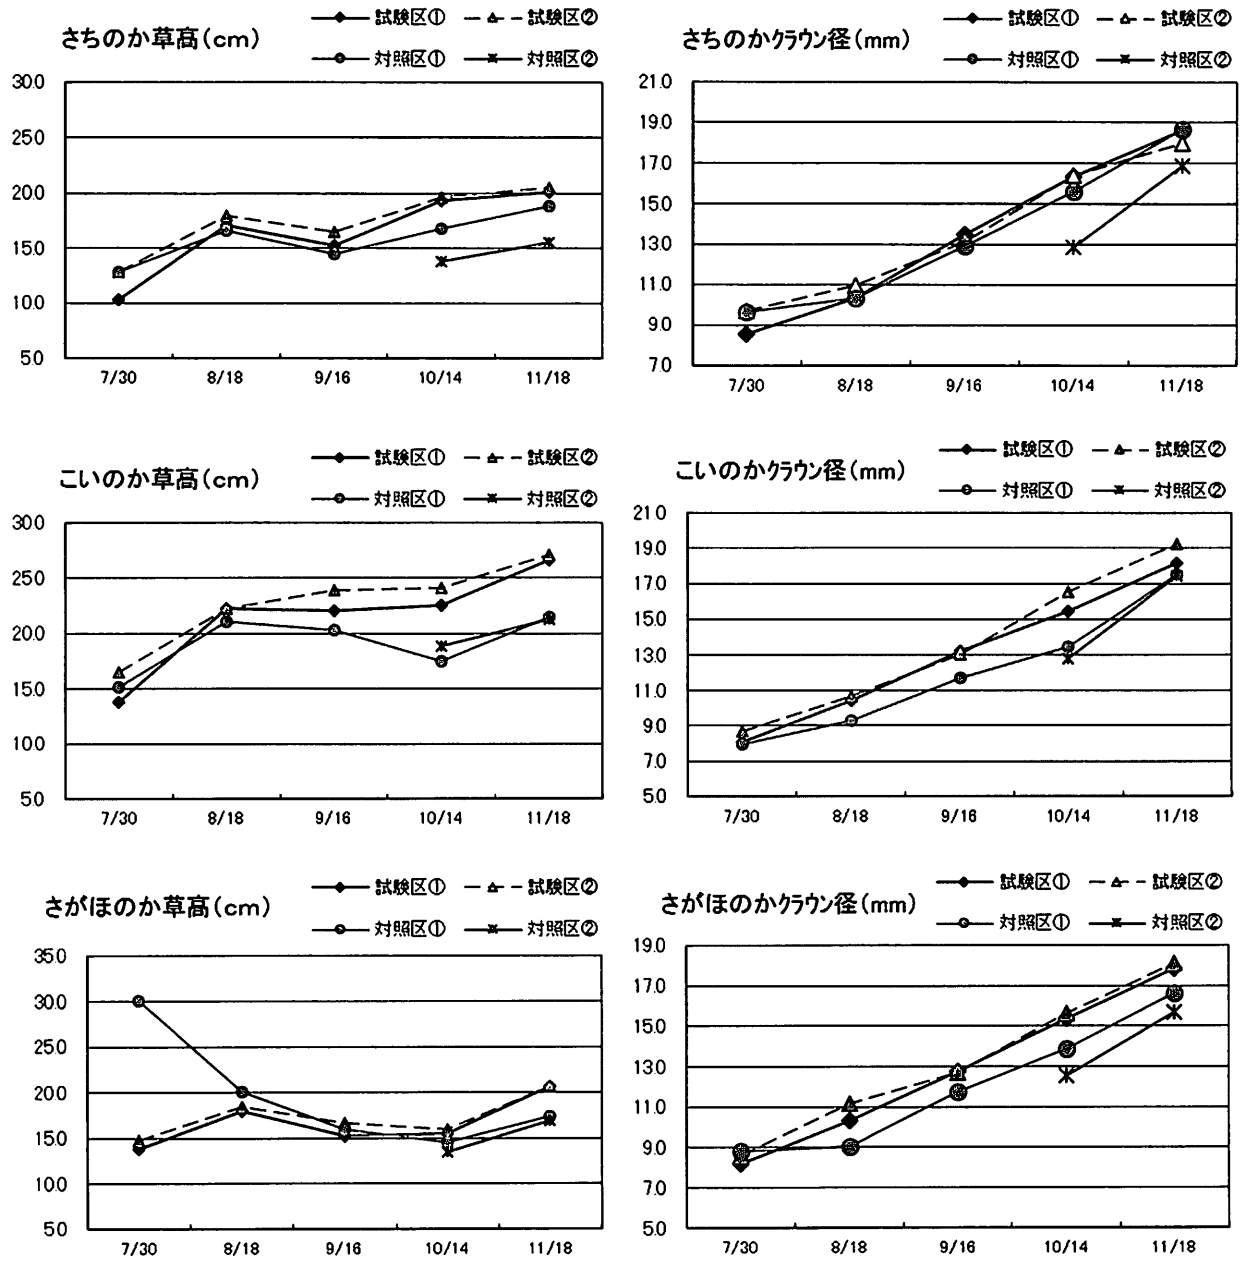 さちのか草高(cm)
試験区① 試験区②
対照区① 対照区②
30.0
25.0
20.0
15.0
10.0
5.0
7/30 8/18 9/16 10/14 11/18
さちのかクラウン径(mm)
試験区① 試験区②
対照区① 対照区②
21.0
19.0
17.0
15.0
13.0
11.0
9.0
7.0
7/30 8/18 9/16 10/14 11/18
こいのか草高(cm)
試験区① 試験区②
対照区① 対照区②
30.0
25.0
20.0
15.0
10.0
5.0
7/30 8/18 9/16 10/14 11/18
こいのかクラウン径(mm)
試験区① 試験区②
対照区① 対照区②
21.0
19.0
17.0
15.0
13.0
11.0
9.0
7.0
5.0
7/30 8/18 9/16 10/14 11/18
さがほのか草高(cm)
試験区① 試験区②
対照区① 対照区②
35.0
30.0
25.0
20.0
15.0
10.0
5.0
7/30 8/18 9/16 10/14 11/18
さがほのかクラウン径(mm)
試験区① 試験区②
対照区① 対照区②
19.0
17.0
15.0
13.0
11.0
9.0
7.0
5.0
7/30 8/18 9/16 10/14 11/18